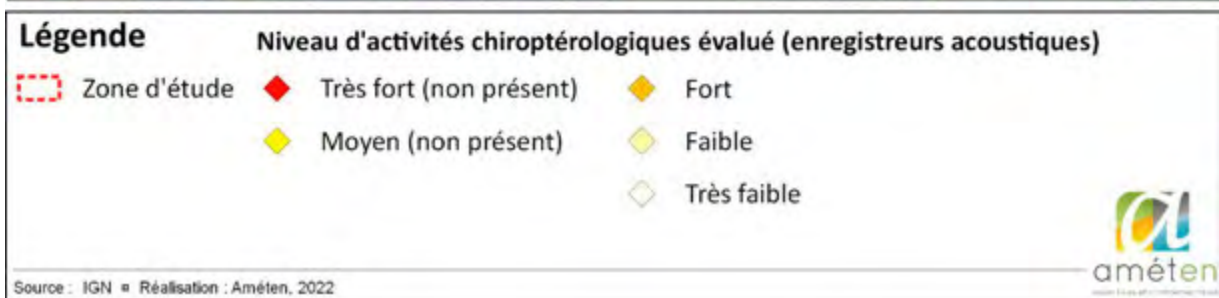 Légende
Niveau d'activités chiroptérologiques évalué (enregistreurs acoustiques)
Zone d'étude Très fort (non présent) Fort
Moyen (non présent) Faible
Très faible
améten
Source : IGN ¤ Réalisation : Améten, 2022